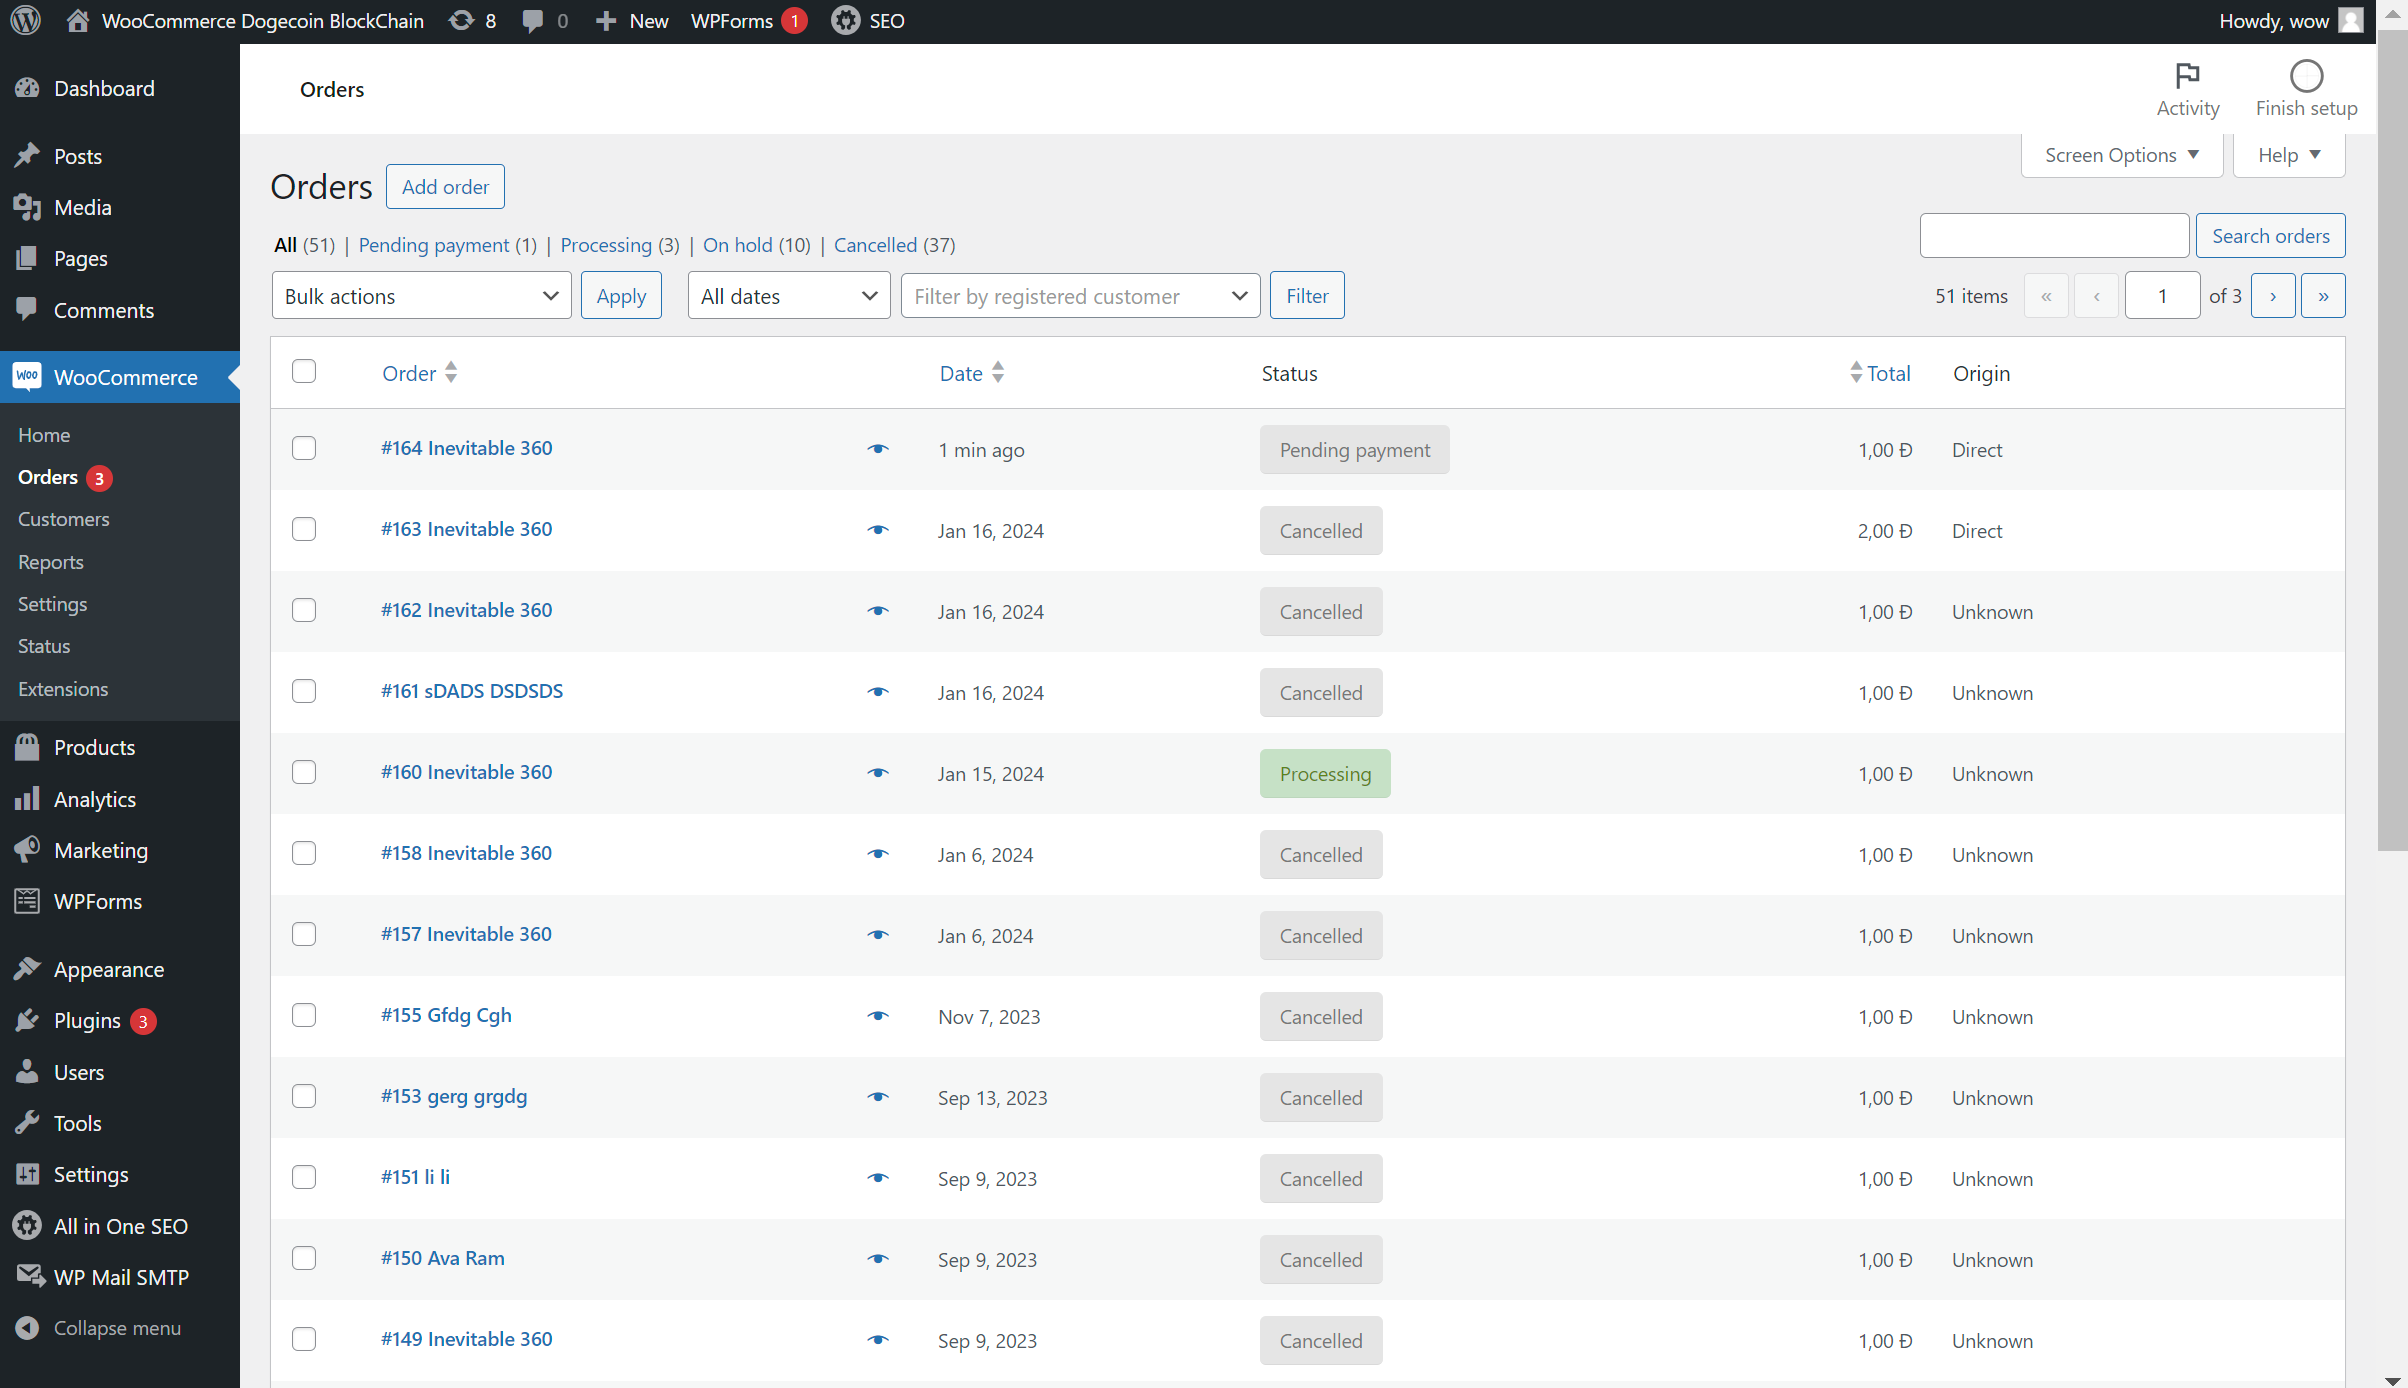 WooCommerce Dogecoin BlockChain 8 0 New WPForms 1 SEO Howdy, wow
Dashboard
Posts
Media
Pages
Comments
Woo WooCommerce
Home
Orders 3
Customers
Reports
Settings
Status
Extensions
Products
Analytics
Marketing
WPForms
Appearance
Plugins 3
Users
Tools
Settings
All in One SEO
WP Mail SMTP
Collapse menu
Orders
Activity
Finish setup
Screen Options ▼
Help ▼
Orders Add order
All (51) | Pending payment (1) | Processing (3) | On hold (10) | Cancelled (37)
Search orders
Bulk actions Apply All dates Filter by registered customer Filter
51 items « ‹ 1 of 3 › »
Order Date Status Total Origin
#164 Inevitable 360 1 min ago Pending payment 1,00 Ð Direct
#163 Inevitable 360 Jan 16, 2024 Cancelled 2,00 Ð Direct
#162 Inevitable 360 Jan 16, 2024 Cancelled 1,00 Ð Unknown
#161 sDADS DSDSDS Jan 16, 2024 Cancelled 1,00 Ð Unknown
#160 Inevitable 360 Jan 15, 2024 Processing 1,00 Ð Unknown
#158 Inevitable 360 Jan 6, 2024 Cancelled 1,00 Ð Unknown
#157 Inevitable 360 Jan 6, 2024 Cancelled 1,00 Ð Unknown
#155 Gfdg Cgh Nov 7, 2023 Cancelled 1,00 Ð Unknown
#153 gerg grgdg Sep 13, 2023 Cancelled 1,00 Ð Unknown
#151 li li Sep 9, 2023 Cancelled 1,00 Ð Unknown
#150 Ava Ram Sep 9, 2023 Cancelled 1,00 Ð Unknown
#149 Inevitable 360 Sep 9, 2023 Cancelled 1,00 Ð Unknown